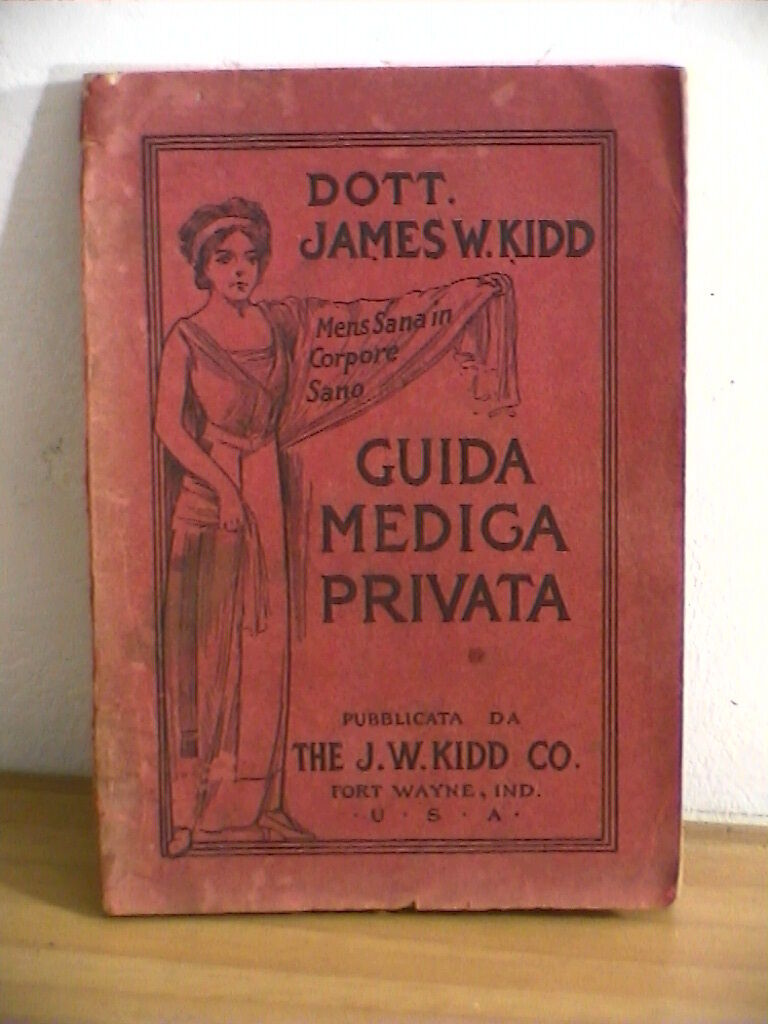 DOTT.
JAMES W. KIDD
Mens Sana in
Corpore
Sano
GUIDA
MEDICA
PRIVATA
PUBBLICATA DA
THE J.W. KIDD CO.
FORT WAYNE, IND.
· U · S · A ·